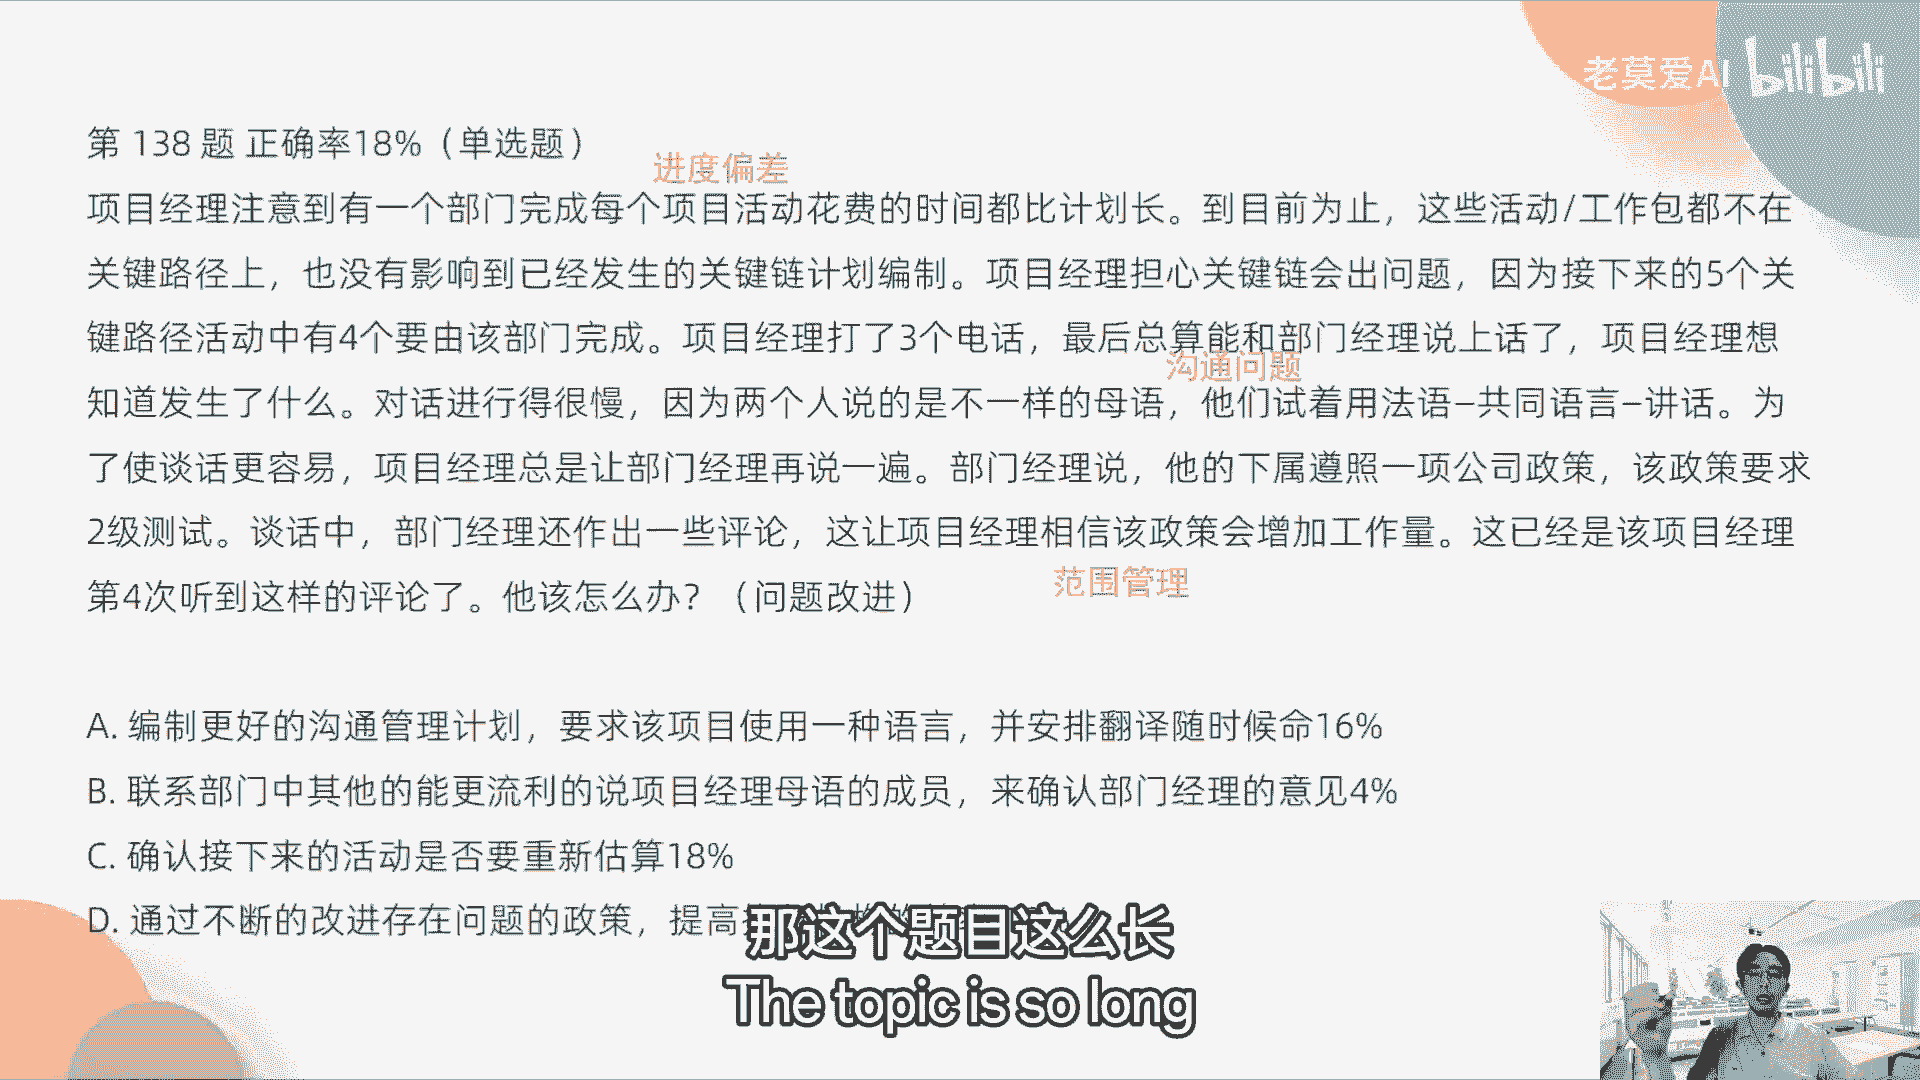 老莫爱AI bilibili
第 138 题 正确率18%（单选题）
进度偏差
项目经理注意到有一个部门完成每个项目活动花费的时间都比计划长。到目前为止，这些活动/工作包都不在
关键路径上，也没有影响到已经发生的关键链计划编制。项目经理担心关键链会出问题，因为接下来的5个关
键路径活动中有4个要由该部门完成。项目经理打了3个电话，最后总算能和部门经理说上话了，项目经理想
沟通问题
知道发生了什么。对话进行得很慢，因为两个人说的是不一样的母语，他们试着用法语–共同语言–讲话。为
了使谈话更容易，项目经理总是让部门经理再说一遍。部门经理说，他的下属遵照一项公司政策，该政策要求
2级测试。谈话中，部门经理还作出一些评论，这让项目经理相信该政策会增加工作量。这已经是该项目经理
范围管理
第4次听到这样的评论了。他该怎么办？（问题改进）
A. 编制更好的沟通管理计划，要求该项目使用一种语言，并安排翻译随时候命16%
B. 联系部门中其他的能更流利的说项目经理母语的成员，来确认部门经理的意见4%
C. 确认接下来的活动是否要重新估算18%
D. 通过不断的改进存在问题的政策，提高
那这个题目这么长
The topic is so long